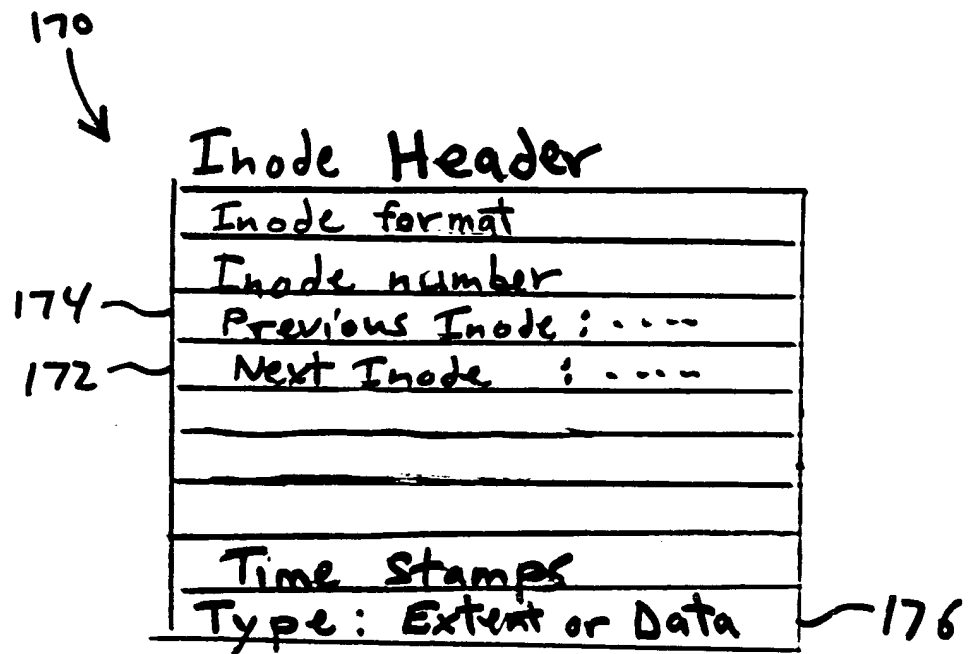 170
Inode Header
Inode format
Inode number
174
Previous Inode : ----
172
Next Inode : ----
Time Stamps
Type: Extent or Data
176